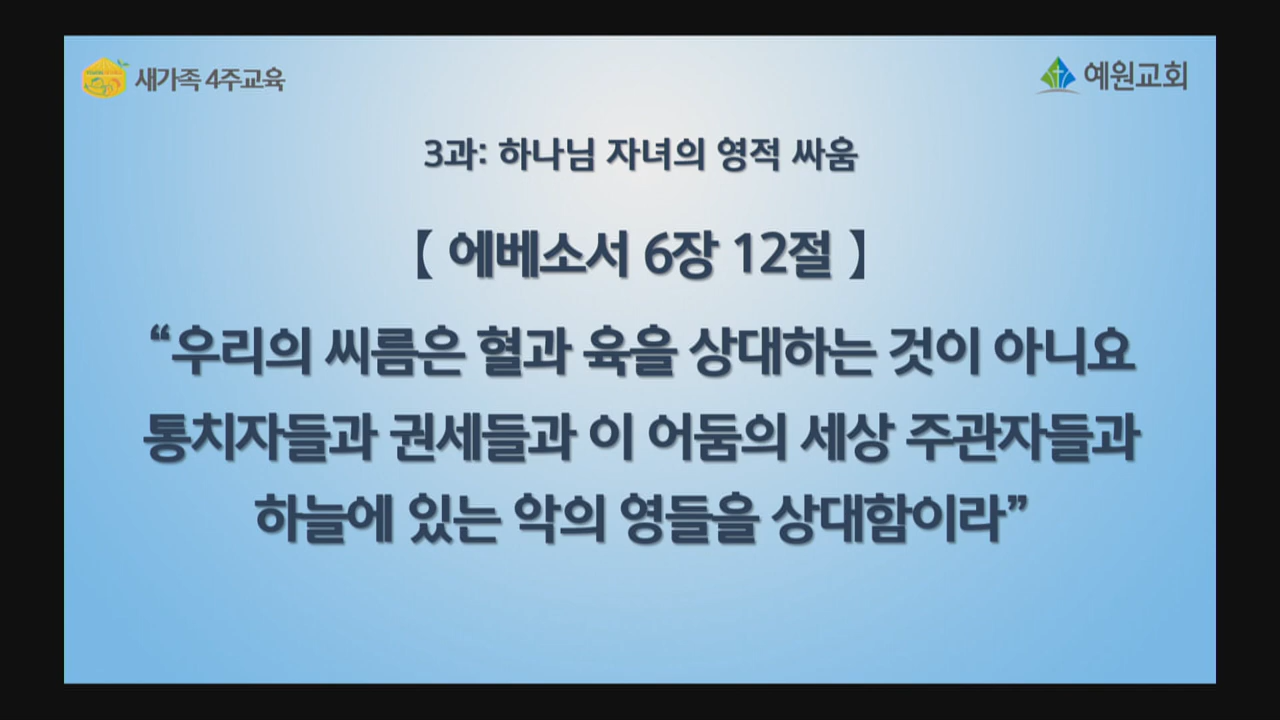 새가족 4주교육
예원교회
3과: 하나님 자녀의 영적 싸움
【 에베소서 6장 12절 】
“우리의 씨름은 혈과 육을 상대하는 것이 아니요
통치자들과 권세들과 이 어둠의 세상 주관자들과
하늘에 있는 악의 영들을 상대함이라”